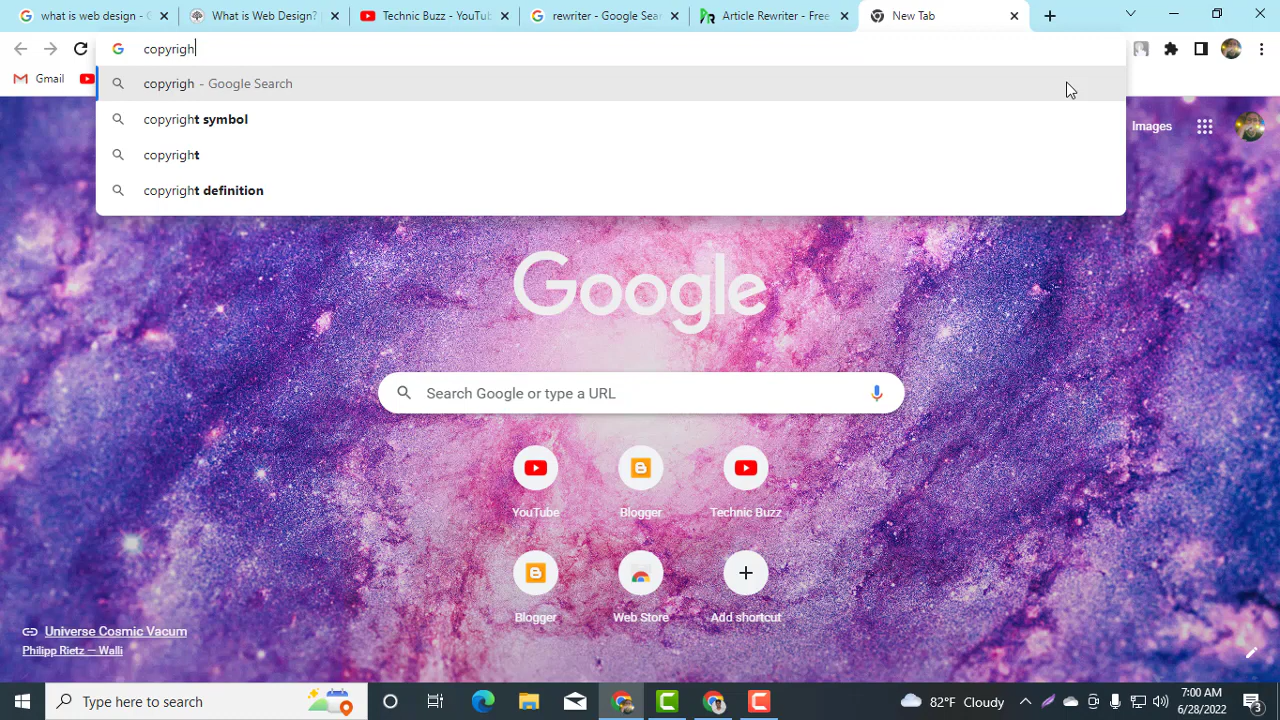 what is web design -
What is Web Design?
Technic Buzz - YouTub
rewriter - Google Sear
Article Rewriter - Free
New Tab
copyrigh
Gmail
copyrigh - Google Search
copyright symbol
copyright
copyright definition
Images
Google
Search Google or type a URL
YouTube
Blogger
Technic Buzz
Blogger
Web Store
Add shortcut
Universe Cosmic Vacum
Philipp Rietz — Walli
Type here to search
82°F Cloudy
7:00 AM
6/28/2022
3